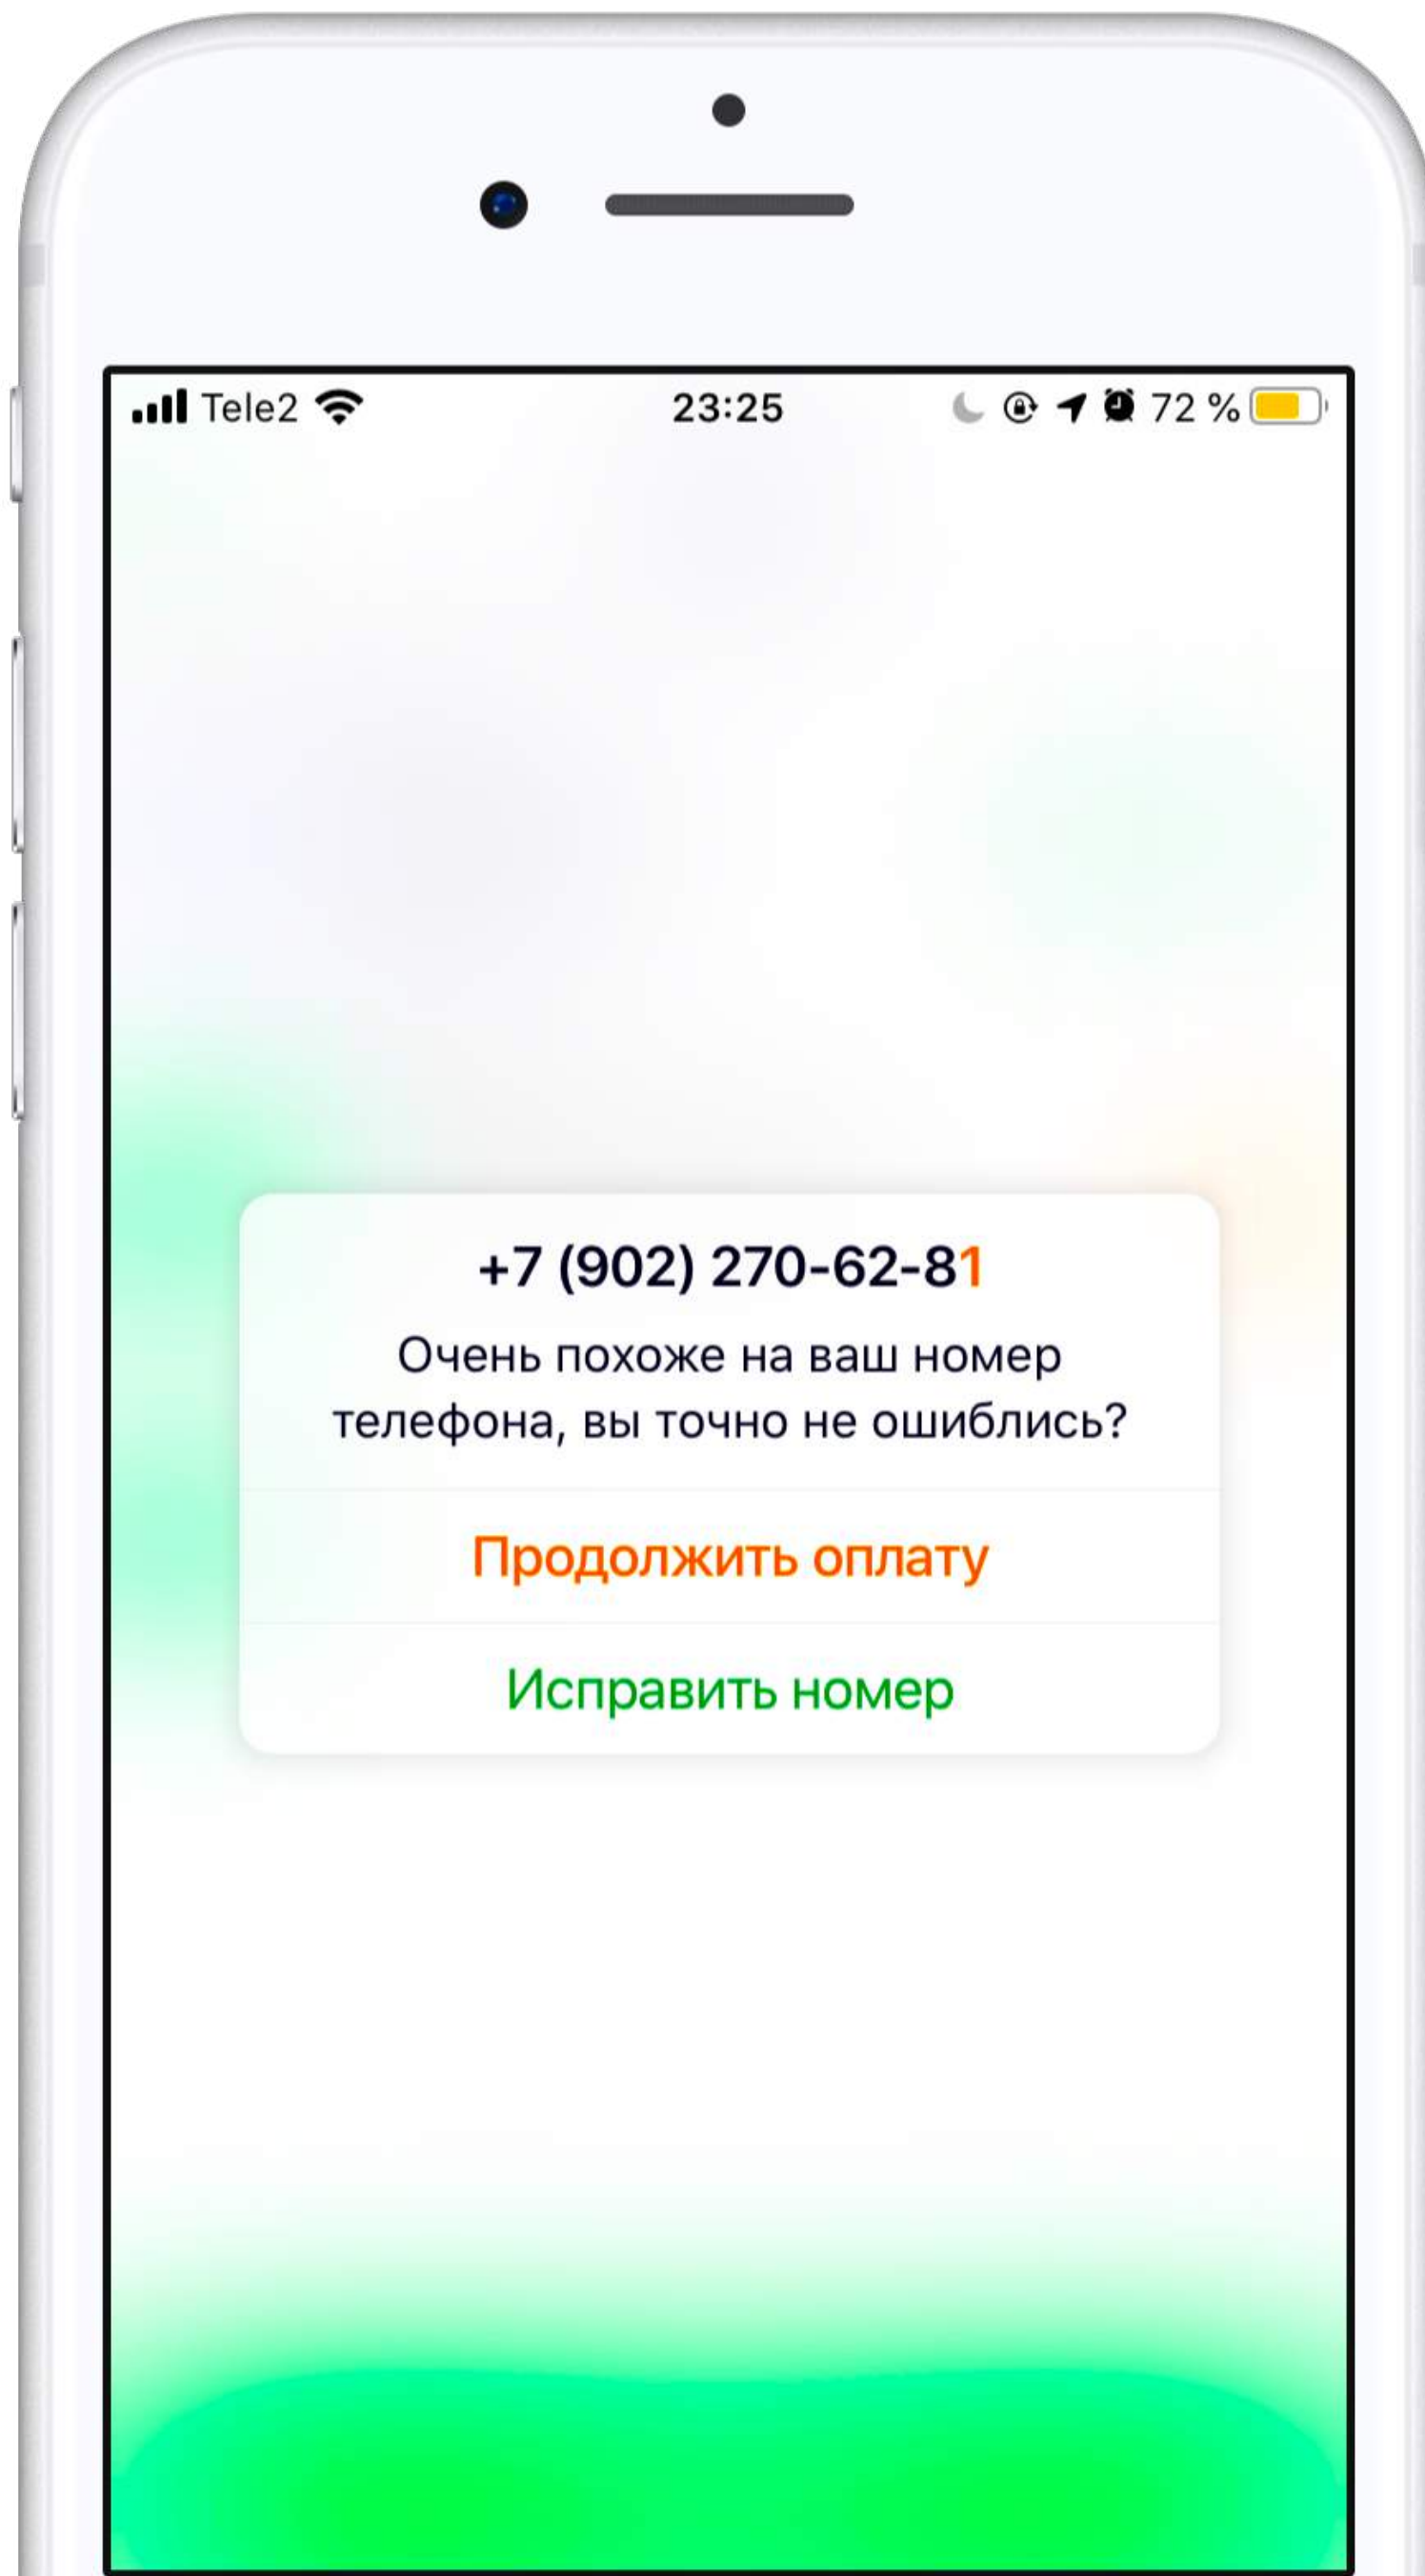 Tele2 23:25 72 %
+7 (902) 270-62-81
Очень похоже на ваш номер
телефона, вы точно не ошиблись?
Продолжить оплату
Исправить номер